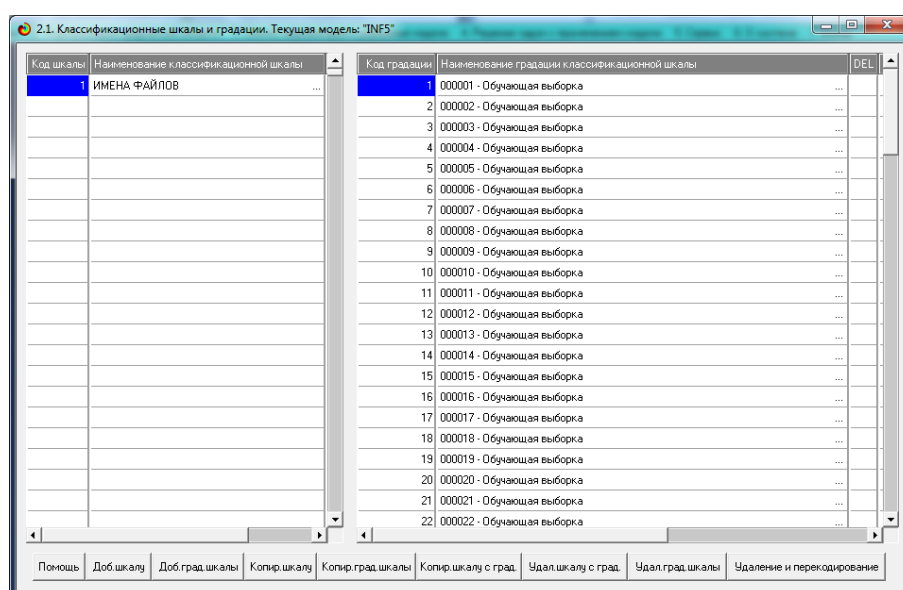 2.1. Классификационные шкалы и градации. Текущая модель: "INF5"
Код шкалы Наименование классификационной шкалы
1 ИМЕНА ФАЙЛОВ ...
Код градации Наименование градации классификационной шкалы DEL
1 000001 - Обучающая выборка ...
2 000002 - Обучающая выборка ...
3 000003 - Обучающая выборка ...
4 000004 - Обучающая выборка ...
5 000005 - Обучающая выборка ...
6 000006 - Обучающая выборка ...
7 000007 - Обучающая выборка ...
8 000008 - Обучающая выборка ...
9 000009 - Обучающая выборка ...
10 000010 - Обучающая выборка ...
11 000011 - Обучающая выборка ...
12 000012 - Обучающая выборка ...
13 000013 - Обучающая выборка ...
14 000014 - Обучающая выборка ...
15 000015 - Обучающая выборка ...
16 000016 - Обучающая выборка ...
17 000017 - Обучающая выборка ...
18 000018 - Обучающая выборка ...
19 000019 - Обучающая выборка ...
20 000020 - Обучающая выборка ...
21 000021 - Обучающая выборка ...
22 000022 - Обучающая выборка ...
Помощь Доб.шкалу Доб.град.шкалы Копир.шкалу Копир.град.шкалы Копир.шкалу с град. Удал.шкалу с град. Удал.град.шкалы Удаление и перекодирование